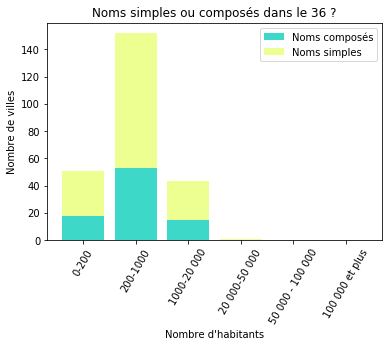 Noms simples ou composés dans le 36 ?
Noms composés
Noms simples
Nombre de villes
140
120
100
80
60
40
20
0
0-200
200-1000
1000-20 000
20 000-50 000
50 000 - 100 000
100 000 et plus
Nombre d'habitants